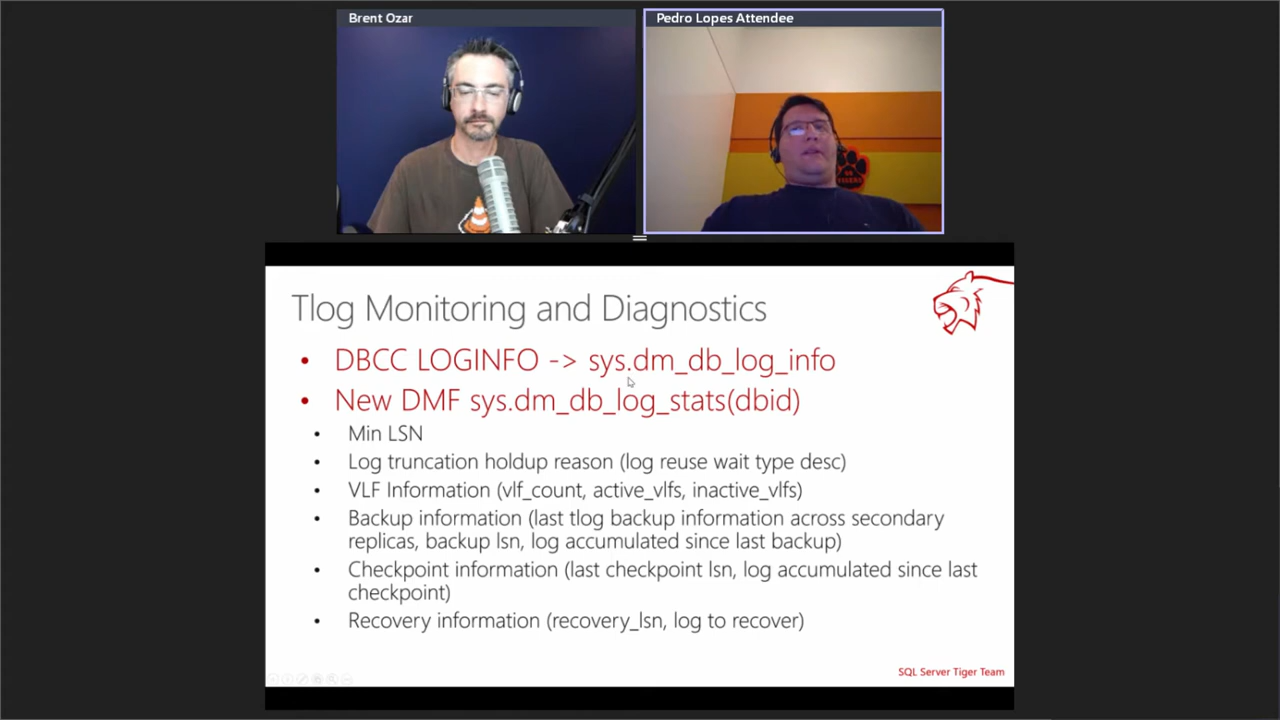 Brent Ozar
Pedro Lopes Attendee
Tlog Monitoring and Diagnostics
• DBCC LOGINFO -> sys.dm_db_log_info
• New DMF sys.dm_db_log_stats(dbid)
• Min LSN
• Log truncation holdup reason (log reuse wait type desc)
• VLF Information (vlf_count, active_vlfs, inactive_vlfs)
• Backup information (last tlog backup information across secondary
replicas, backup lsn, log accumulated since last backup)
• Checkpoint information (last checkpoint lsn, log accumulated since last
checkpoint)
• Recovery information (recovery_lsn, log to recover)
SQL Server Tiger Team